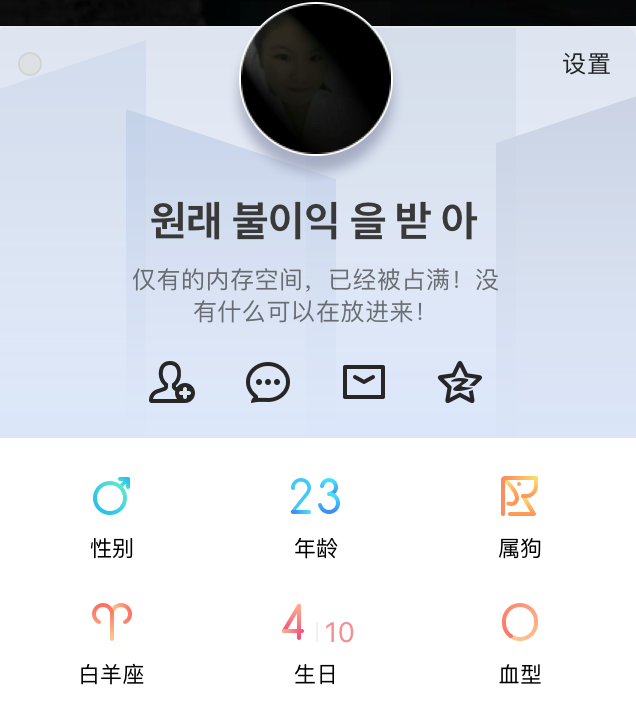 设置
원래 불이익 을 받 아
仅有的内存空间，已经被占满！没
有什么可以在放进来！
23
性别 年龄 属狗
4 | 10 O
白羊座 生日 血型